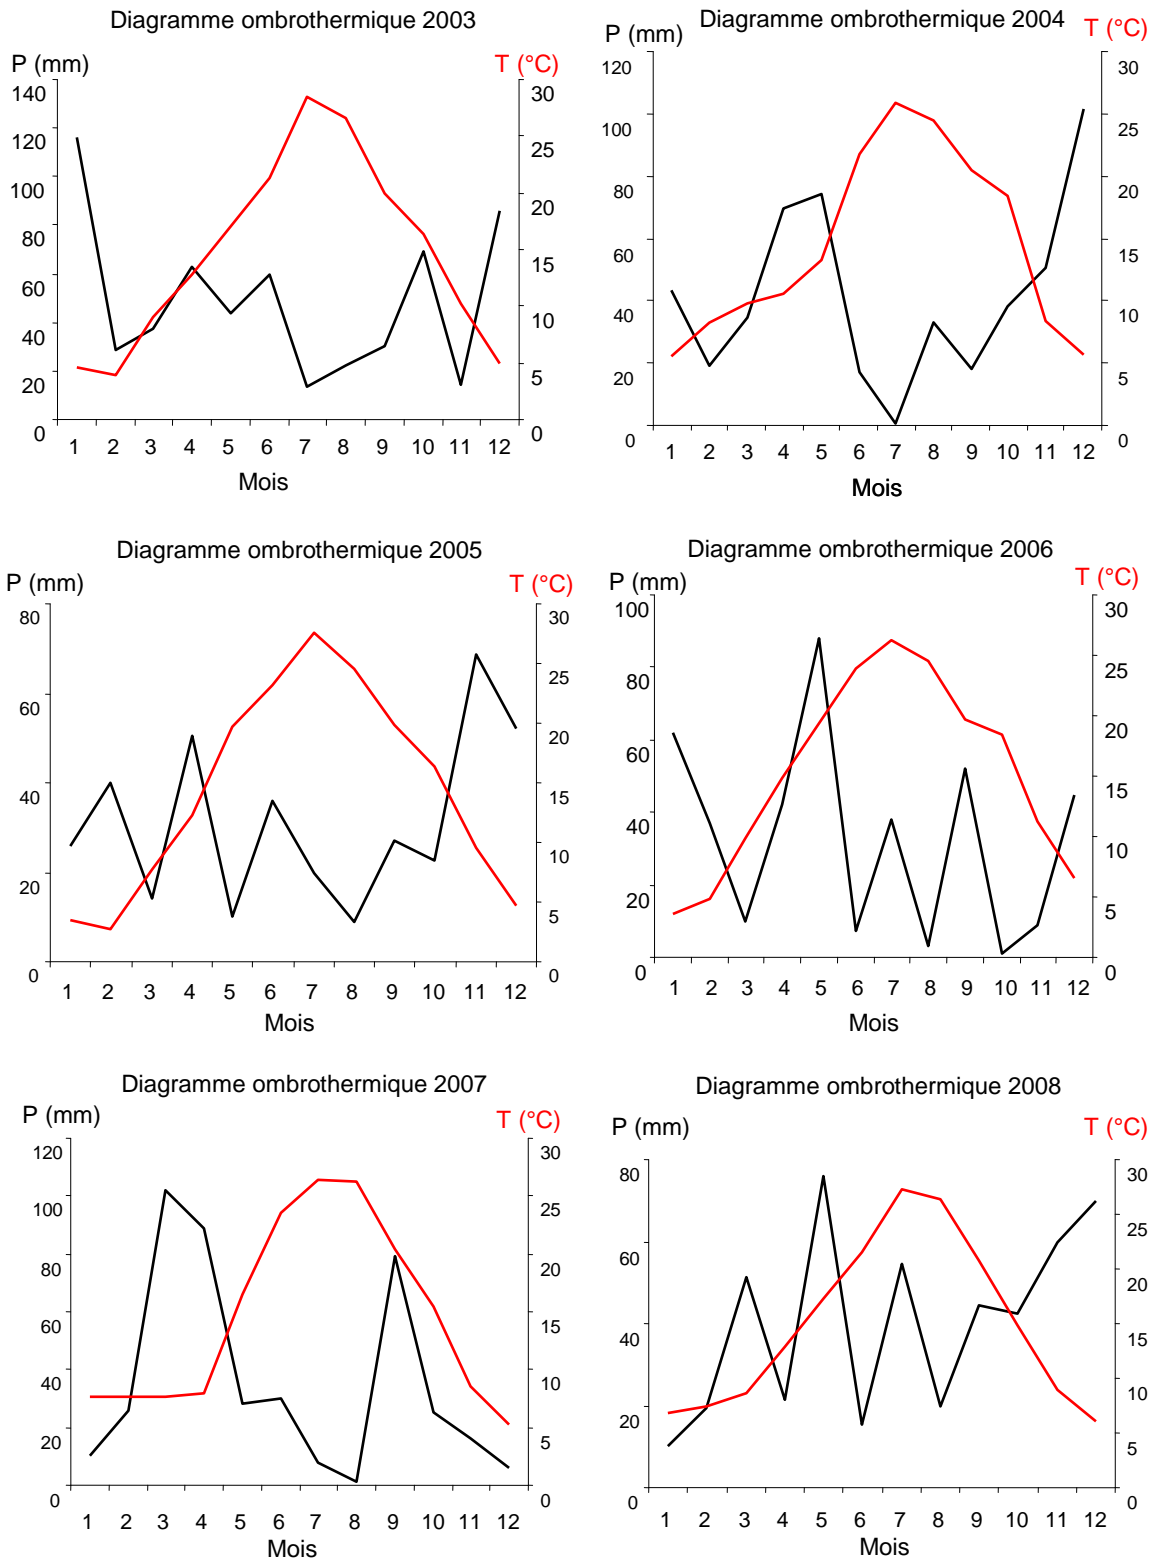 Diagramme ombrothermique 2003
P (mm)
T (°C)
140
120
100
80
60
40
20
0
30
25
20
15
10
5
0
1 2 3 4 5 6 7 8 9 10 11 12
Mois
Diagramme ombrothermique 2004
P (mm)
T (°C)
120
100
80
60
40
20
0
30
25
20
15
10
5
0
1 2 3 4 5 6 7 8 9 10 11 12
Mois
Diagramme ombrothermique 2005
P (mm)
T (°C)
80
60
40
20
0
30
25
20
15
10
5
0
1 2 3 4 5 6 7 8 9 10 11 12
Mois
Diagramme ombrothermique 2006
P (mm)
T (°C)
100
80
60
40
20
0
30
25
20
15
10
5
0
1 2 3 4 5 6 7 8 9 10 11 12
Mois
Diagramme ombrothermique 2007
P (mm)
T (°C)
120
100
80
60
40
20
0
30
25
20
15
10
5
0
1 2 3 4 5 6 7 8 9 10 11 12
Mois
Diagramme ombrothermique 2008
P (mm)
T (°C)
80
60
40
20
0
30
25
20
15
10
5
0
1 2 3 4 5 6 7 8 9 10 11 12
Mois